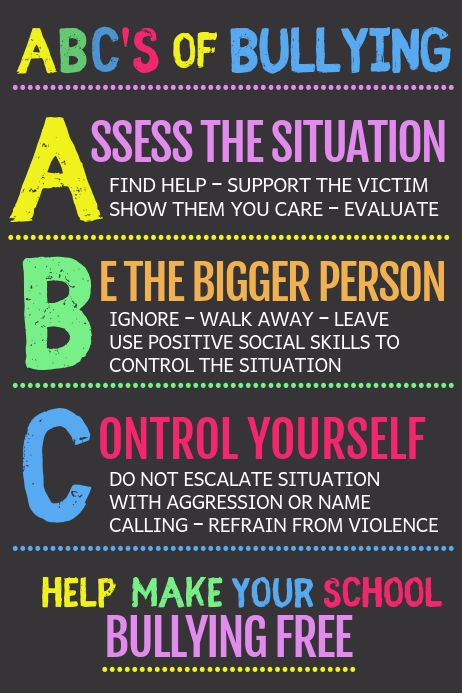 ABC'S OF BULLYING
ASSESS THE SITUATION
FIND HELP – SUPPORT THE VICTIM
SHOW THEM YOU CARE – EVALUATE
BE THE BIGGER PERSON
IGNORE – WALK AWAY – LEAVE
USE POSITIVE SOCIAL SKILLS TO
CONTROL THE SITUATION
CONTROL YOURSELF
DO NOT ESCALATE SITUATION
WITH AGGRESSION OR NAME
CALLING – REFRAIN FROM VIOLENCE
HELP MAKE YOUR SCHOOL
BULLYING FREE